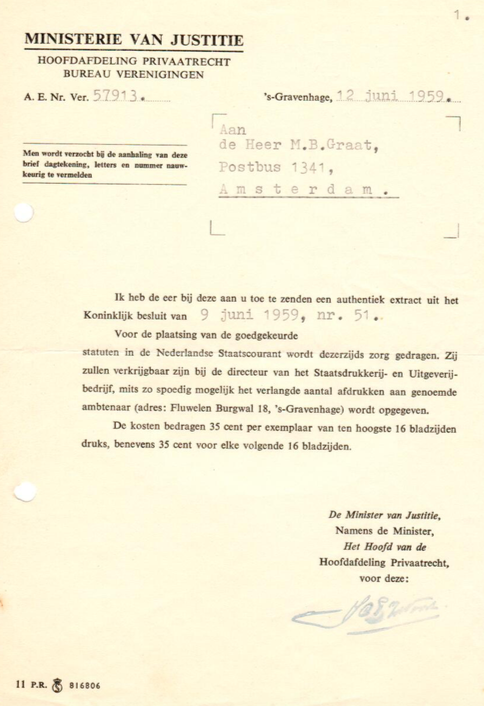 1.
MINISTERIE VAN JUSTITIE
HOOFDAFDELING PRIVAATRECHT
BUREAU VERENIGINGEN
A. E. Nr. Ver. 57913.
's-Gravenhage, 12 juni 1959.
Aan
de Heer M.B.Graat,
Postbus 1341,
Amsterdam.
Men wordt verzocht bij de aanhaling van deze
brief dagtekening, letters en nummer nauw-
keurig te vermelden
Ik heb de eer bij deze aan u toe te zenden een authentiek extract uit het
Koninklijk besluit van 9 juni 1959, nr. 51.
Voor de plaatsing van de goedgekeurde
statuten in de Nederlandse Staatscourant wordt dezerzijds zorg gedragen. Zij
zullen verkrijgbaar zijn bij de directeur van het Staatsdrukkerij- en Uitgeverij-
bedrijf, mits zo spoedig mogelijk het verlangde aantal afdrukken aan genoemde
ambtenaar (adres: Fluwelen Burgwal 18, 's-Gravenhage) wordt opgegeven.
De kosten bedragen 35 cent per exemplaar van ten hoogste 16 bladzijden
druks, benevens 35 cent voor elke volgende 16 bladzijden.
De Minister van Justitie,
Namens de Minister,
Het Hoofd van de
Hoofdafdeling Privaatrecht,
voor deze:
11 P.R. 816806